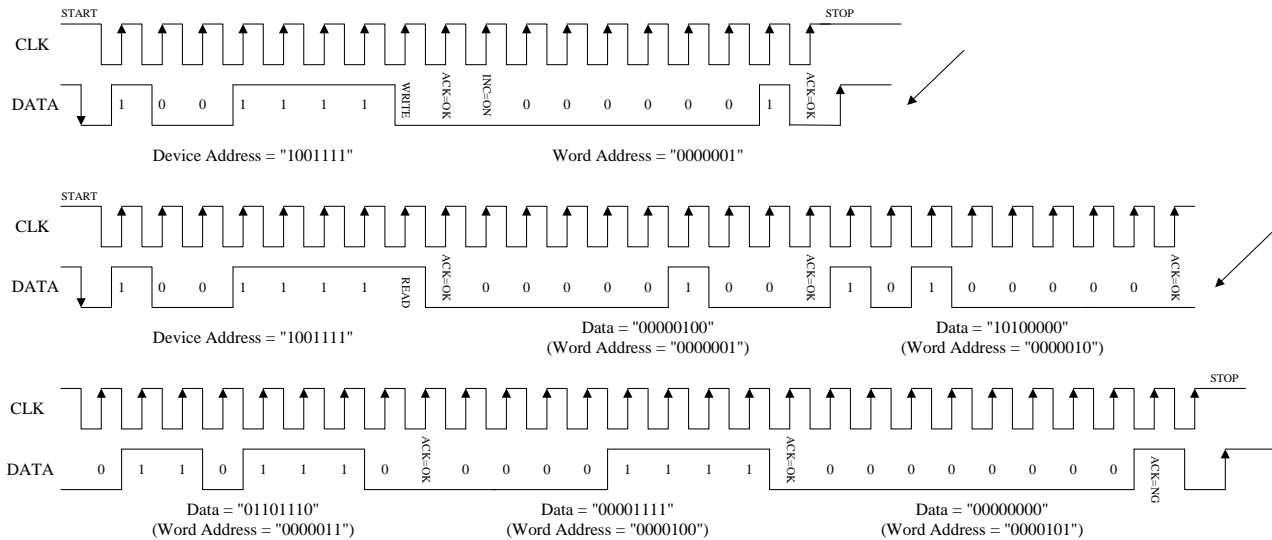 START STOP
CLK
DATA 1 0 0 1 1 1 1 WRITE ACK=OK INC=ON 0 0 0 0 0 0 1 ACK=OK
Device Address = "1001111" Word Address = "0000001"
START
CLK
DATA 1 0 0 1 1 1 1 READ ACK=OK 0 0 0 0 0 1 0 0 ACK=OK 1 0 1 0 0 0 0 0 ACK=OK
Device Address = "1001111" Data = "00000100" Data = "10100000"
(Word Address = "0000001") (Word Address = "0000010")
STOP
CLK
DATA 0 1 1 0 1 1 1 0 ACK=OK 0 0 0 0 1 1 1 1 ACK=OK 0 0 0 0 0 0 0 0 ACK=NG
Data = "01101110" Data = "00001111" Data = "00000000"
(Word Address = "0000011") (Word Address = "0000100") (Word Address = "0000101")